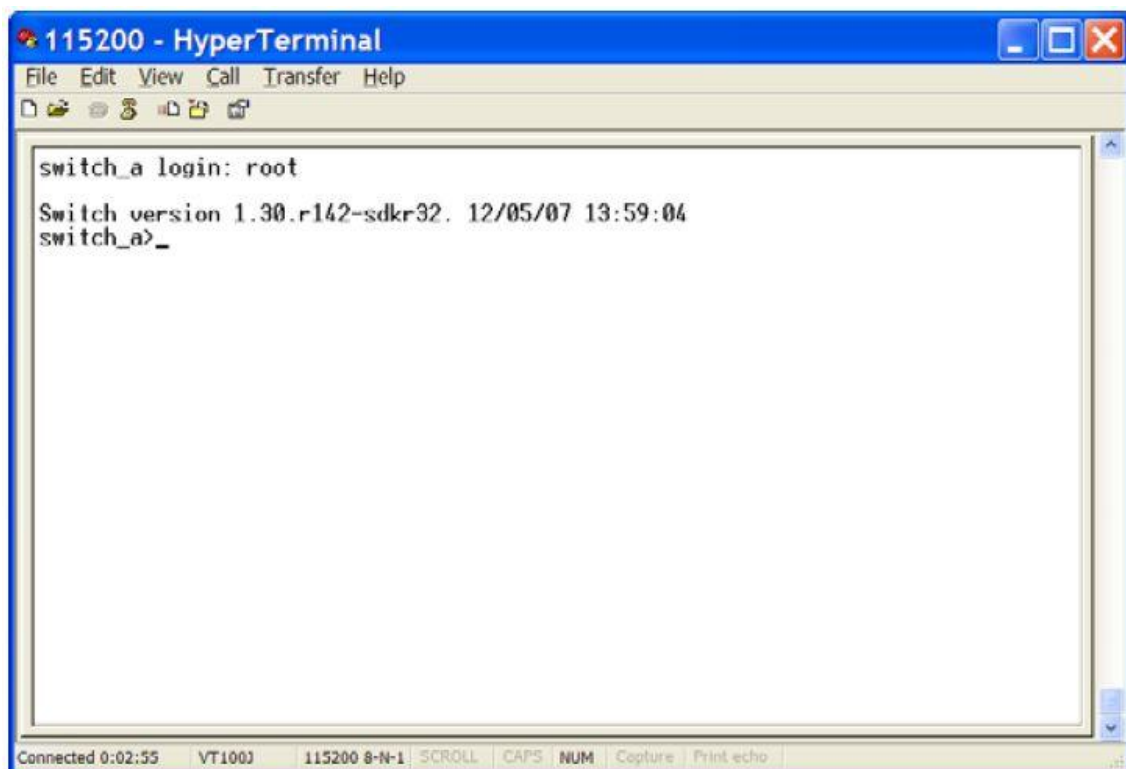 115200 - HyperTerminal
File Edit View Call Transfer Help
switch_a login: root
Switch version 1.30.r142-sdkr32. 12/05/07 13:59:04
switch_a>_
Connected 0:02:55 VT100J 115200 8-N-1 SCROLL CAPS NUM Capture Print echo